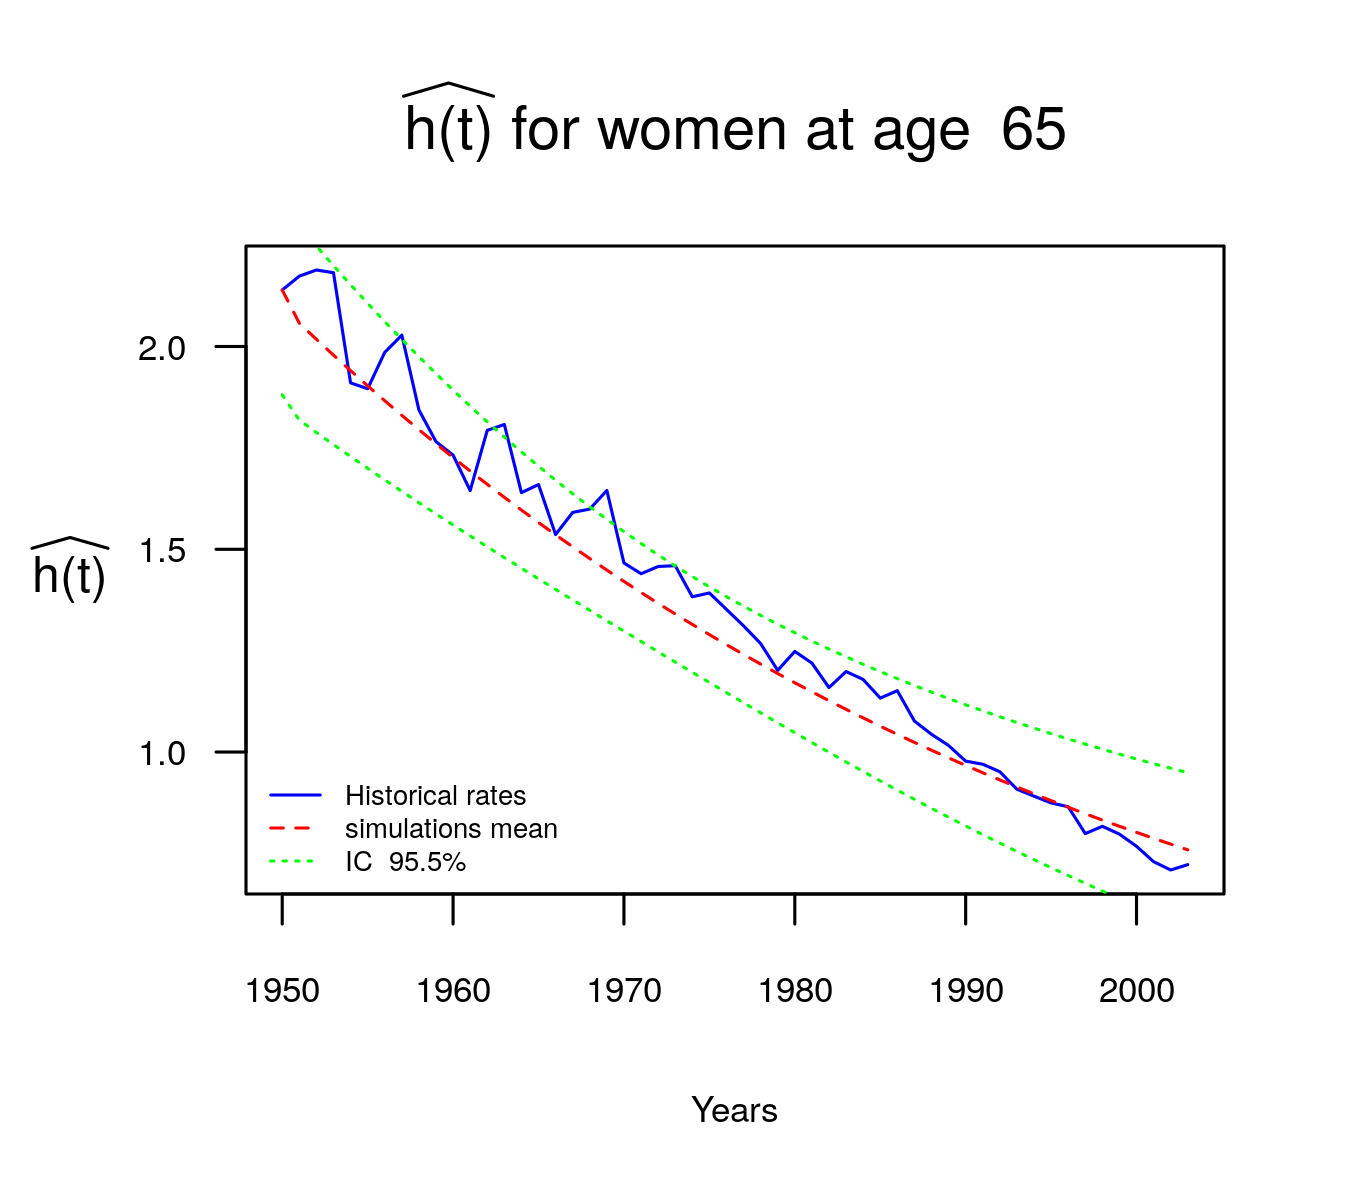 h(t) for women at age 65
2.0
1.5
1.0
h(t)
Historical rates
simulations mean
IC 95.5%
1950 1960 1970 1980 1990 2000
Years